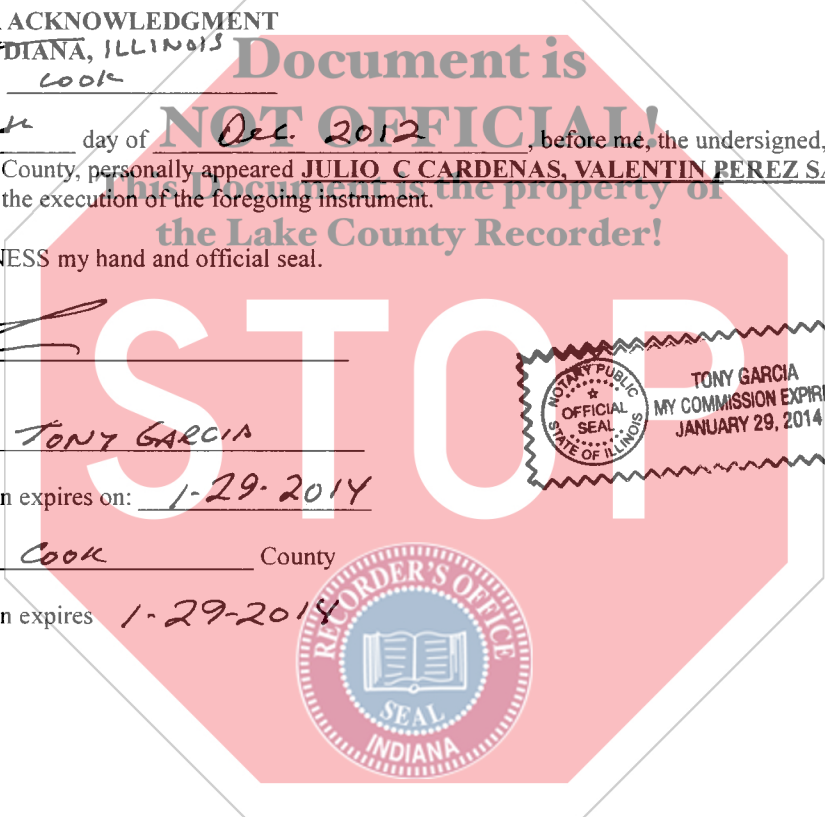 ACKNOWLEDGMENT
DIANA, ILLINOIS
COOK
Document is
NOT OFFICIAL!
day of Dec. 2012, before me, the undersigned,
County, personally appeared JULIO C CARDENAS, VALENTIN PEREZ SA
This Document is the property of
the execution of the foregoing instrument.
the Lake County Recorder!
NESS my hand and official seal.
STOP
NOTARY PUBLIC
OFFICIAL
SEAL
STATE OF ILLINOIS
TONY GARCIA
MY COMMISSION EXPIRE
JANUARY 29, 2014
TONY GARCIA
n expires on: 1-29-2014
COOK County
n expires 1-29-2014
RECORDER'S OFFICE
SEAL
INDIANA